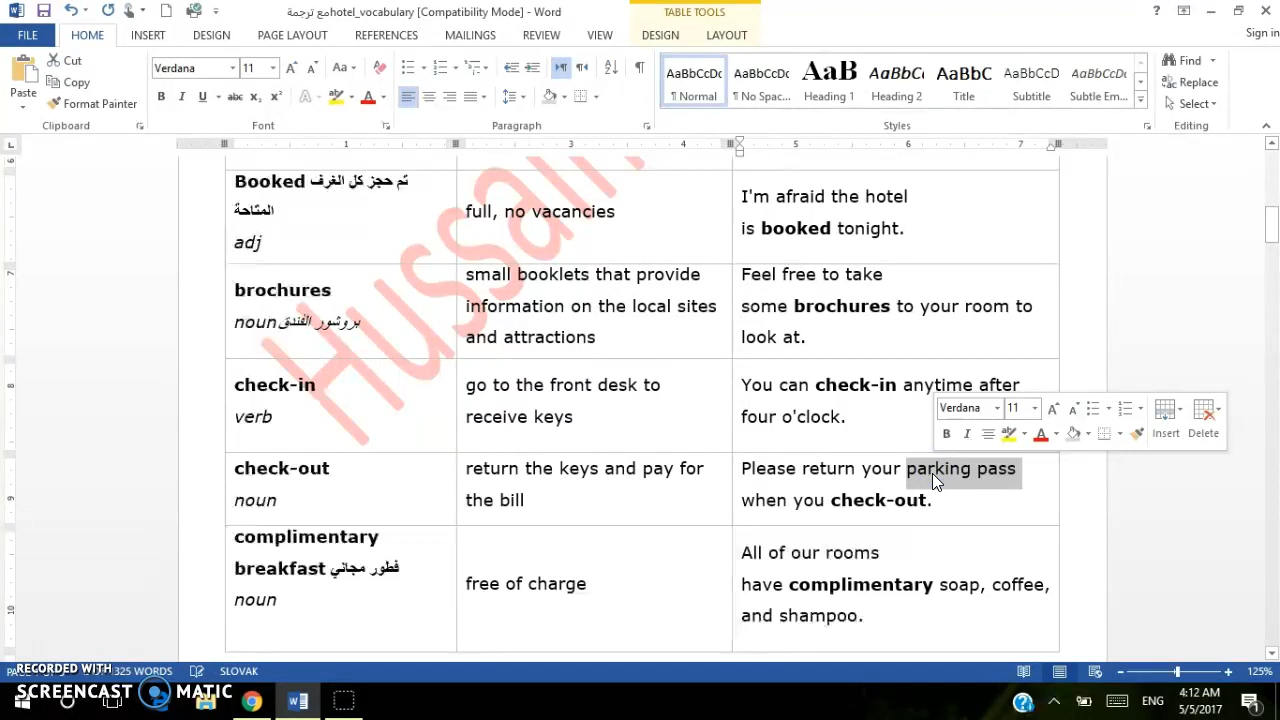 hotel_vocabularyمع ترجمة [Compatibility Mode] - Word
TABLE TOOLS
Sign in
FILE HOME INSERT DESIGN PAGE LAYOUT REFERENCES MAILINGS REVIEW VIEW DESIGN LAYOUT
Paste
Cut
Copy
Format Painter
Clipboard
Verdana 11
Font
Paragraph
AaBbCcDc ¶ Normal
AaBbCcDc ¶ No Spac...
AaB Heading 1
AaBbC Heading 2
AaBbCc Title
AaBbCcD Subtitle
AaBbCcD Subtle Em...
Styles
Find
Replace
Select
Editing
1 2 3 4 5 6 7
Hussain
Booked تم حجز كل الغرف
المتاحة
adj
full, no vacancies
I'm afraid the hotel
is booked tonight.
brochures
noun بروشور الفندق
small booklets that provide
information on the local sites
and attractions
Feel free to take
some brochures to your room to
look at.
check-in
verb
go to the front desk to
receive keys
You can check-in anytime after
four o'clock.
Verdana 11
Insert Delete
check-out
noun
return the keys and pay for
the bill
Please return your parking pass
when you check-out.
complimentary
breakfast فطور مجاني
noun
free of charge
All of our rooms
have complimentary soap, coffee,
and shampoo.
325 WORDS SLOVAK
125%
RECORDED WITH
SCREENCAST MATIC
ENG
4:12 AM
5/5/2017